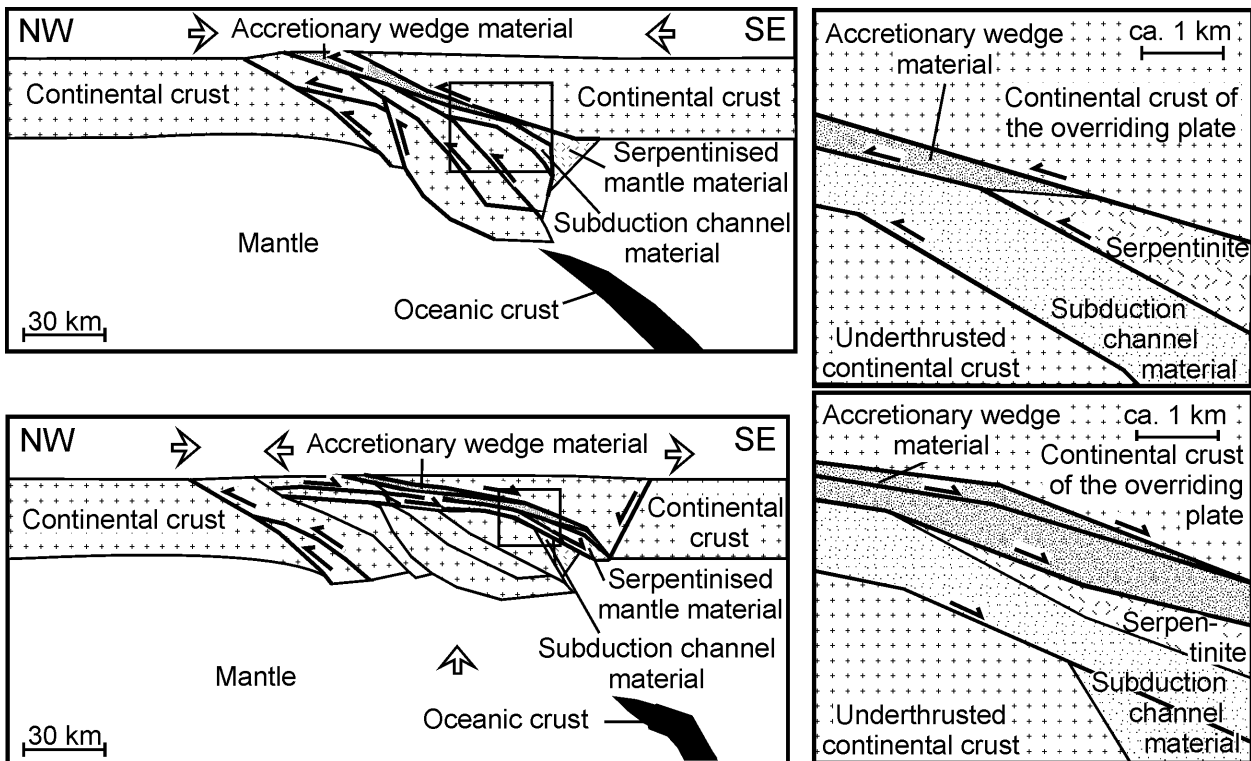 NW
SE
Accretionary wedge material
Continental crust
Continental crust
Serpentinised
mantle material
Subduction channel
material
Mantle
Oceanic crust
30 km
Accretionary wedge
material
ca. 1 km
Continental crust of
the overriding plate
Serpentinite
Subduction
channel
material
Underthrusted
continental crust
NW
SE
Accretionary wedge material
Continental crust
Continental
crust
Serpentinised
mantle material
Subduction channel
material
Mantle
Oceanic crust
30 km
Accretionary wedge
material
ca. 1 km
Continental crust
of the overriding
plate
Serpen-
tinite
Subduction
channel
material
Underthrusted
continental crust